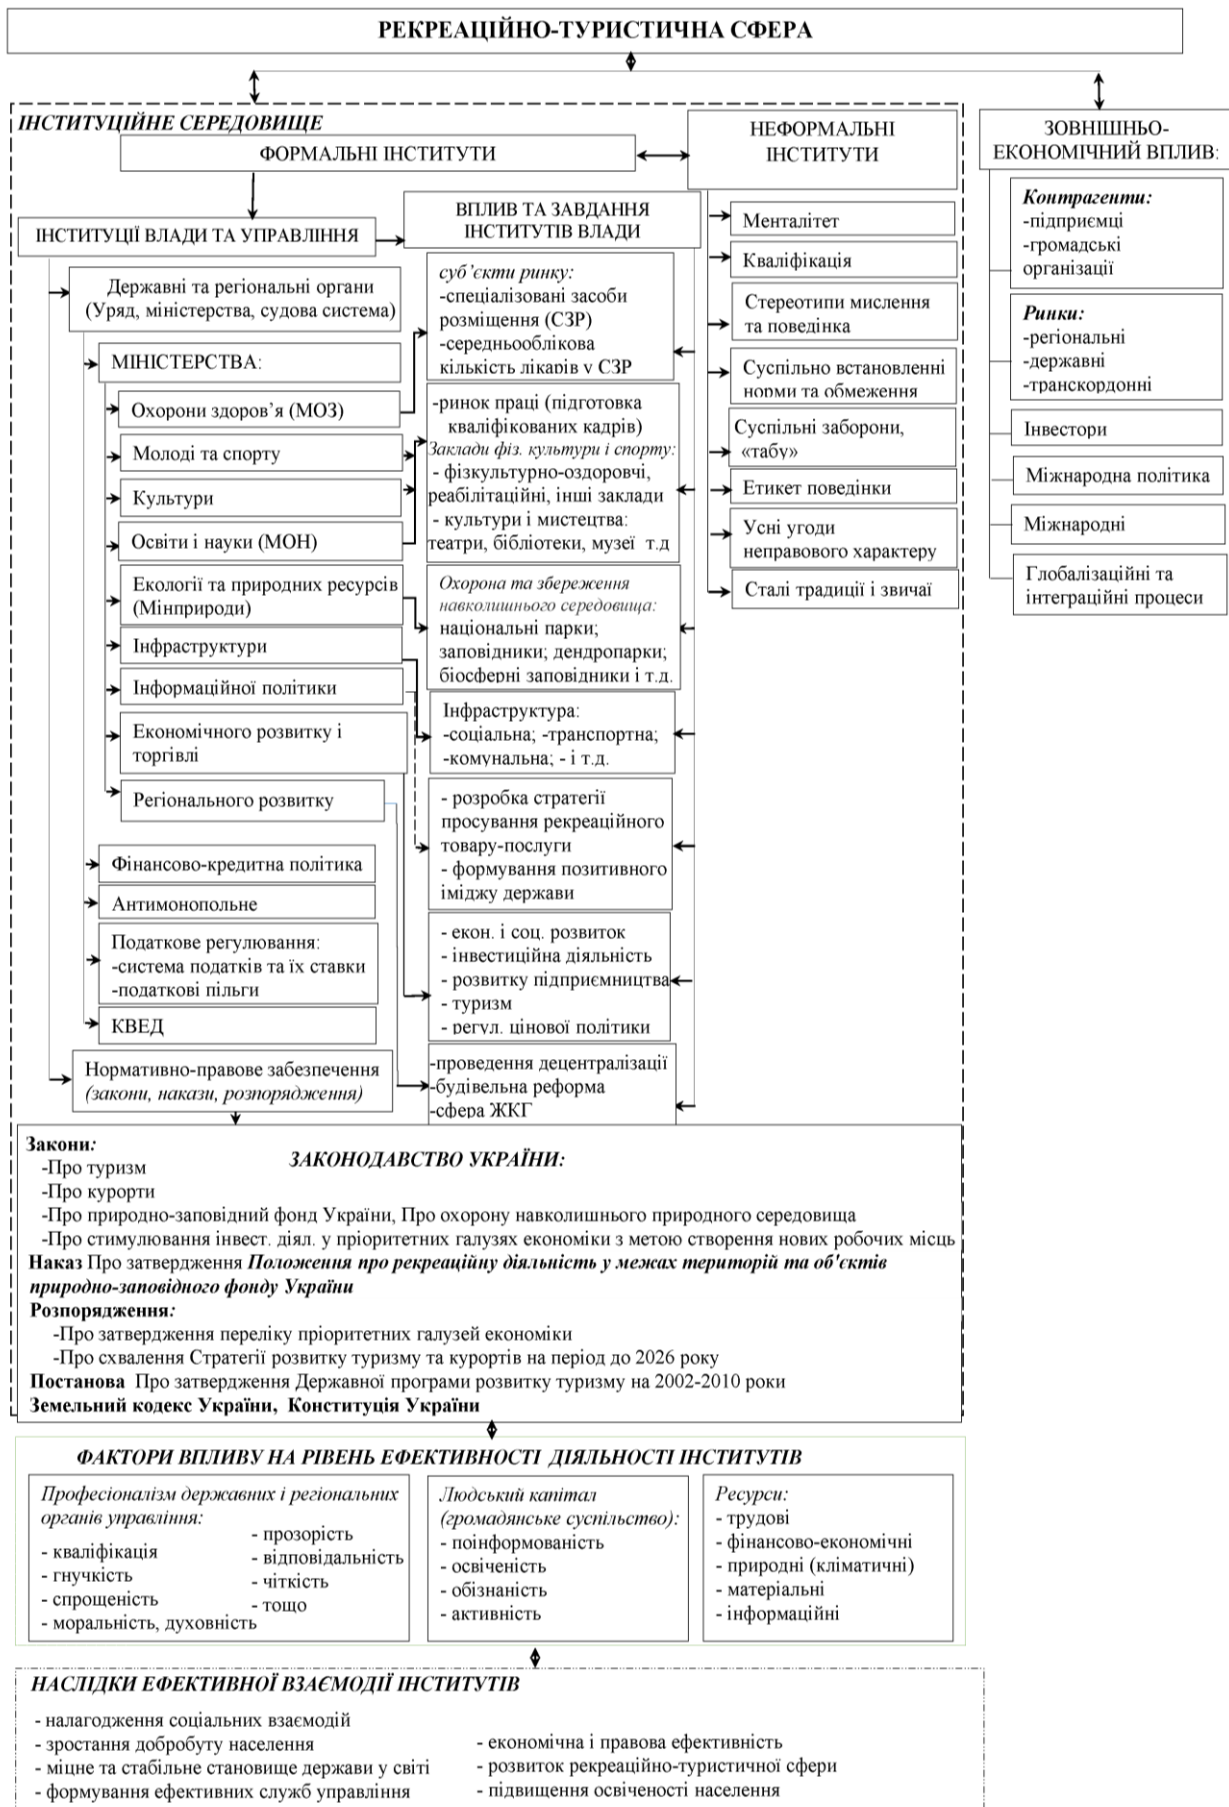 РЕКРЕАЦІЙНО-ТУРИСТИЧНА СФЕРА
ІНСТИТУЦІЙНЕ СЕРЕДОВИЩЕ
ФОРМАЛЬНІ ІНСТИТУТИ
НЕФОРМАЛЬНІ
ІНСТИТУТИ
ЗОВНІШНЬО-
ЕКОНОМІЧНИЙ ВПЛИВ:
ІНСТИТУЦІЇ ВЛАДИ ТА УПРАВЛІННЯ
Державні та регіональні органи
(Уряд, міністерства, судова система)
МІНІСТЕРСТВА:
Охорони здоров’я (МОЗ)
Молоді та спорту
Культури
Освіти і науки (МОН)
Екології та природних ресурсів
(Мінприроди)
Інфраструктури
Інформаційної політики
Економічного розвитку і
торгівлі
Регіонального розвитку
Фінансово-кредитна політика
Антимонопольне
Податкове регулювання:
-система податків та їх ставки
-податкові пільги
КВЕД
Нормативно-правове забезпечення
(закони, накази, розпорядження)
ВПЛИВ ТА ЗАВДАННЯ
ІНСТИТУТІВ ВЛАДИ
суб’єкти ринку:
-спеціалізовані засоби
розміщення (СЗР)
-середньооблікова
кількість лікарів у СЗР
-ринок праці (підготовка
кваліфікованих кадрів)
Заклади фіз. культури і спорту:
- фізкультурно-оздоровчі,
реабілітаційні, інші заклади
- культури і мистецтва:
театри, бібліотеки, музеї т.д
Охорона та збереження
навколишнього середовища:
національні парки;
заповідники; дендропарки;
біосферні заповідники і т.д.
Інфраструктура:
-соціальна; -транспортна;
-комунальна; - і т.д.
- розробка стратегії
просування рекреаційного
товару-послуги
- формування позитивного
іміджу держави
- екон. і соц. розвиток
- інвестиційна діяльність
- розвитку підприємництва
- туризм
- регул. цінової політики
-проведення децентралізації
-будівельна реформа
-сфера ЖКГ
Менталітет
Кваліфікація
Стереотипи мислення
та поведінка
Суспільно встановленні
норми та обмеження
Суспільні заборони,
«табу»
Етикет поведінки
Усні угоди
неправового характеру
Сталі традиції і звичаї
Контрагенти:
-підприємці
-громадські
організації
Ринки:
-регіональні
-державні
-транскордонні
Інвестори
Міжнародна політика
Міжнародні
Глобалізаційні та
інтеграційні процеси
Закони:
ЗАКОНОДАВСТВО УКРАЇНИ:
-Про туризм
-Про курорти
-Про природно-заповідний фонд України, Про охорону навколишнього природного середовища
-Про стимулювання інвест. діял. у пріоритетних галузях економіки з метою створення нових робочих місць
Наказ Про затвердження Положення про рекреаційну діяльність у межах територій та об'єктів
природно-заповідного фонду України
Розпорядження:
-Про затвердження переліку пріоритетних галузей економіки
-Про схвалення Стратегії розвитку туризму та курортів на період до 2026 року
Постанова Про затвердження Державної програми розвитку туризму на 2002-2010 роки
Земельний кодекс України, Конституція України
ФАКТОРИ ВПЛИВУ НА РІВЕНЬ ЕФЕКТИВНОСТІ ДІЯЛЬНОСТІ ІНСТИТУТІВ
Професіоналізм державних і регіональних
органів управління:
- кваліфікація
- гнучкість
- спрощеність
- моральність, духовність
- прозорість
- відповідальність
- чіткість
- тощо
Людський капітал
(громадянське суспільство):
- поінформованість
- освіченість
- обізнаність
- активність
Ресурси:
- трудові
- фінансово-економічні
- природні (кліматичні)
- матеріальні
- інформаційні
НАСЛІДКИ ЕФЕКТИВНОЇ ВЗАЄМОДІЇ ІНСТИТУТІВ
- налагодження соціальних взаємодій
- зростання добробуту населення
- міцне та стабільне становище держави у світі
- формування ефективних служб управління
- економічна і правова ефективність
- розвиток рекреаційно-туристичної сфери
- підвищення освіченості населення